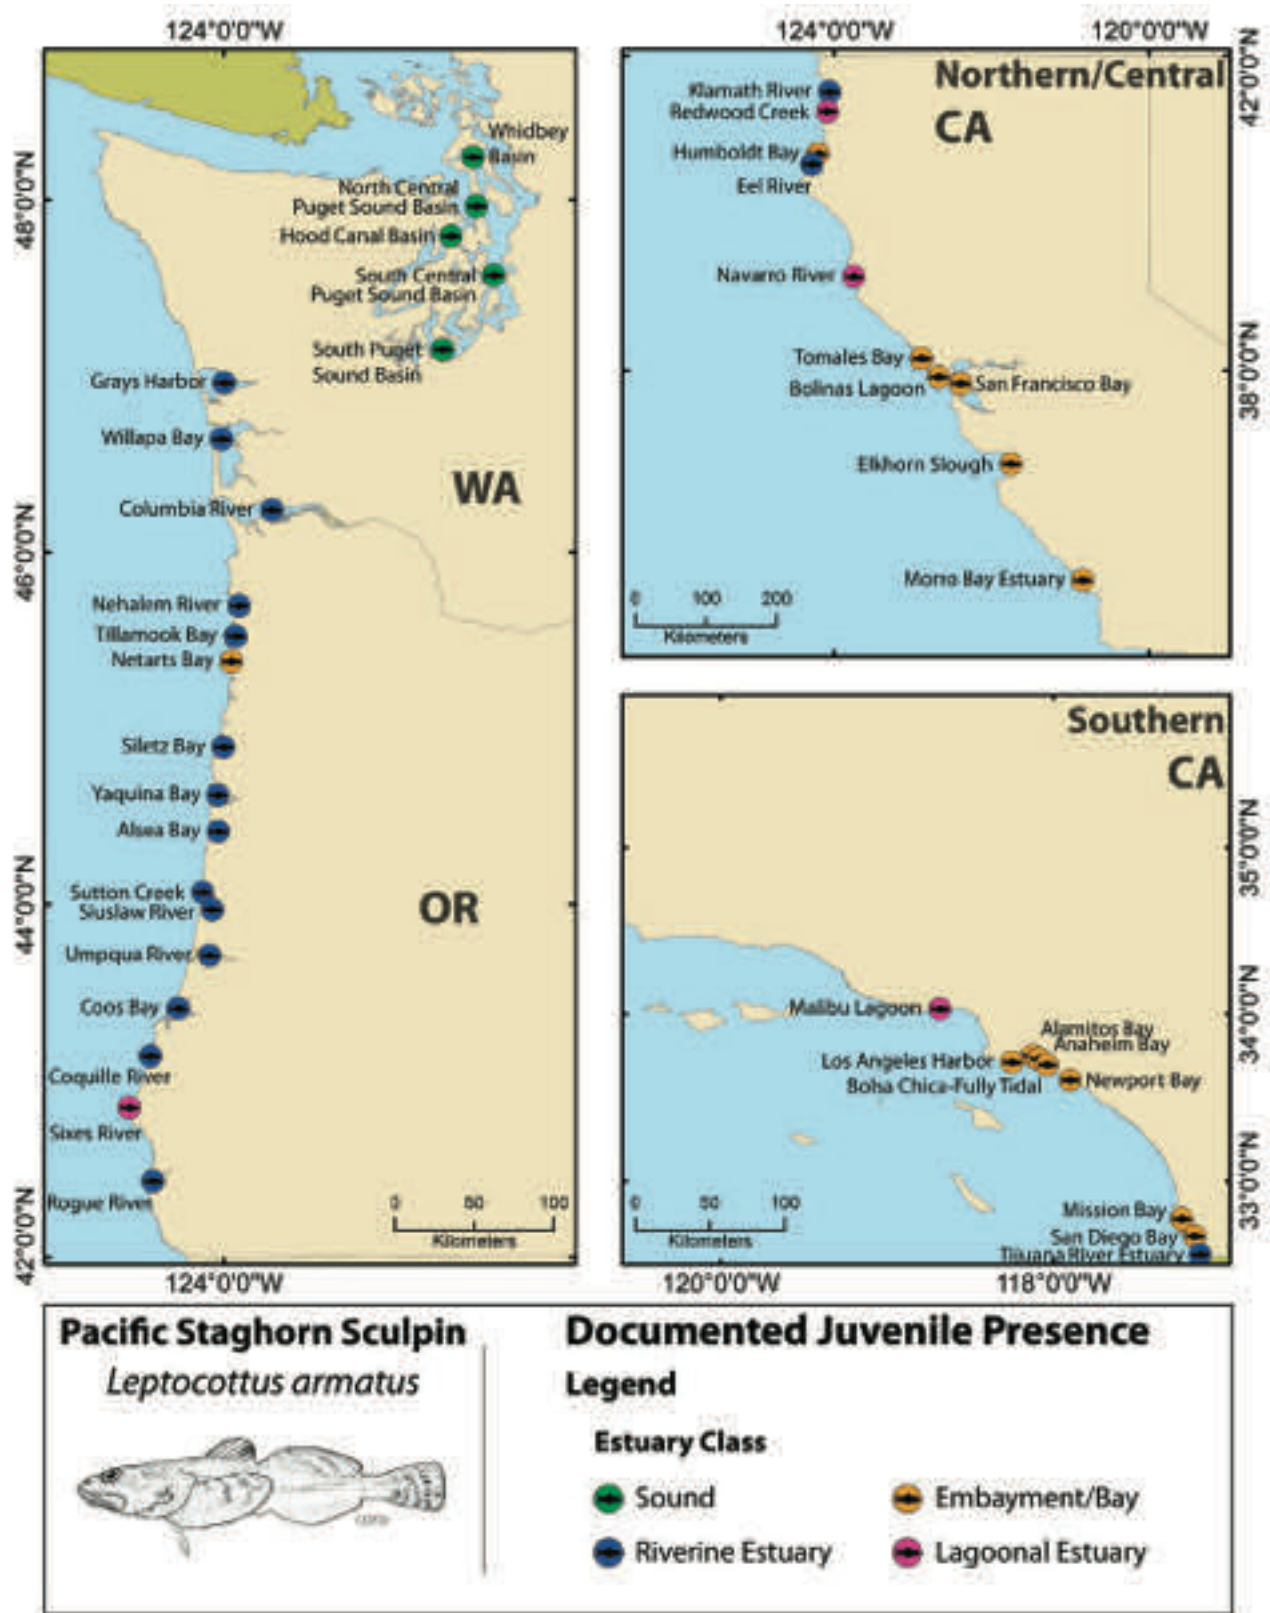 124°0'0"W
48°0'0"N
46°0'0"N
44°0'0"N
42°0'0"N
Whidbey
Basin
North Central
Puget Sound Basin
Hood Canal Basin
South Central
Puget Sound Basin
South Puget
Sound Basin
Grays Harbor
Willapa Bay
WA
Columbia River
Nehalem River
Tillamook Bay
Netarts Bay
Siletz Bay
Yaquina Bay
Alsea Bay
Sutton Creek
Siuslaw River
OR
Umpqua River
Coos Bay
Coquille River
Sixes River
Rogue River
0 50 100
Kilometers
124°0'0"W
124°0'0"W 120°0'0"W
Northern/Central
CA
42°0'0"N
38°0'0"N
Klamath River
Redwood Creek
Humboldt Bay
Eel River
Navarro River
Tomales Bay
Bolinas Lagoon
San Francisco Bay
Elkhorn Slough
Morro Bay Estuary
0 100 200
Kilometers
Southern
CA
35°0'0"N
34°0'0"N
33°0'0"N
Malibu Lagoon
Alamitos Bay
Anaheim Bay
Los Angeles Harbor
Bolsa Chica-Fully Tidal
Newport Bay
Mission Bay
San Diego Bay
Tijuana River Estuary
0 50 100
Kilometers
120°0'0"W 118°0'0"W
Pacific Staghorn Sculpin
Leptocottus armatus
Documented Juvenile Presence
Legend
Estuary Class
Sound
Embayment/Bay
Riverine Estuary
Lagoonal Estuary